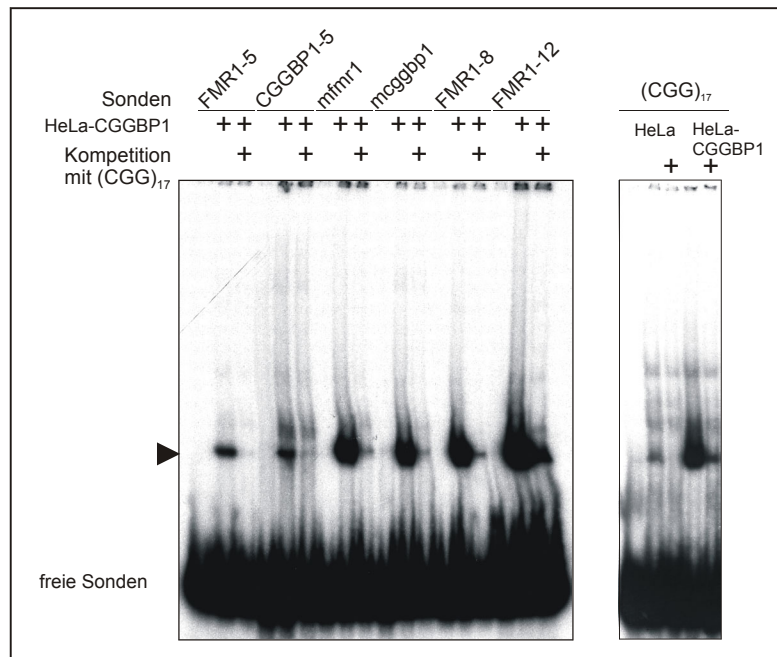 Sonden FMR1-5 CGGBP1-5 mfmr1 mcggbp1 FMR1-8 FMR1-12
HeLa-CGGBP1 + + + + + + + + + + + +
Kompetition + + + + + +
mit (CGG)₁₇
freie Sonden
(CGG)₁₇
HeLa HeLa-
CGGBP1
+ +